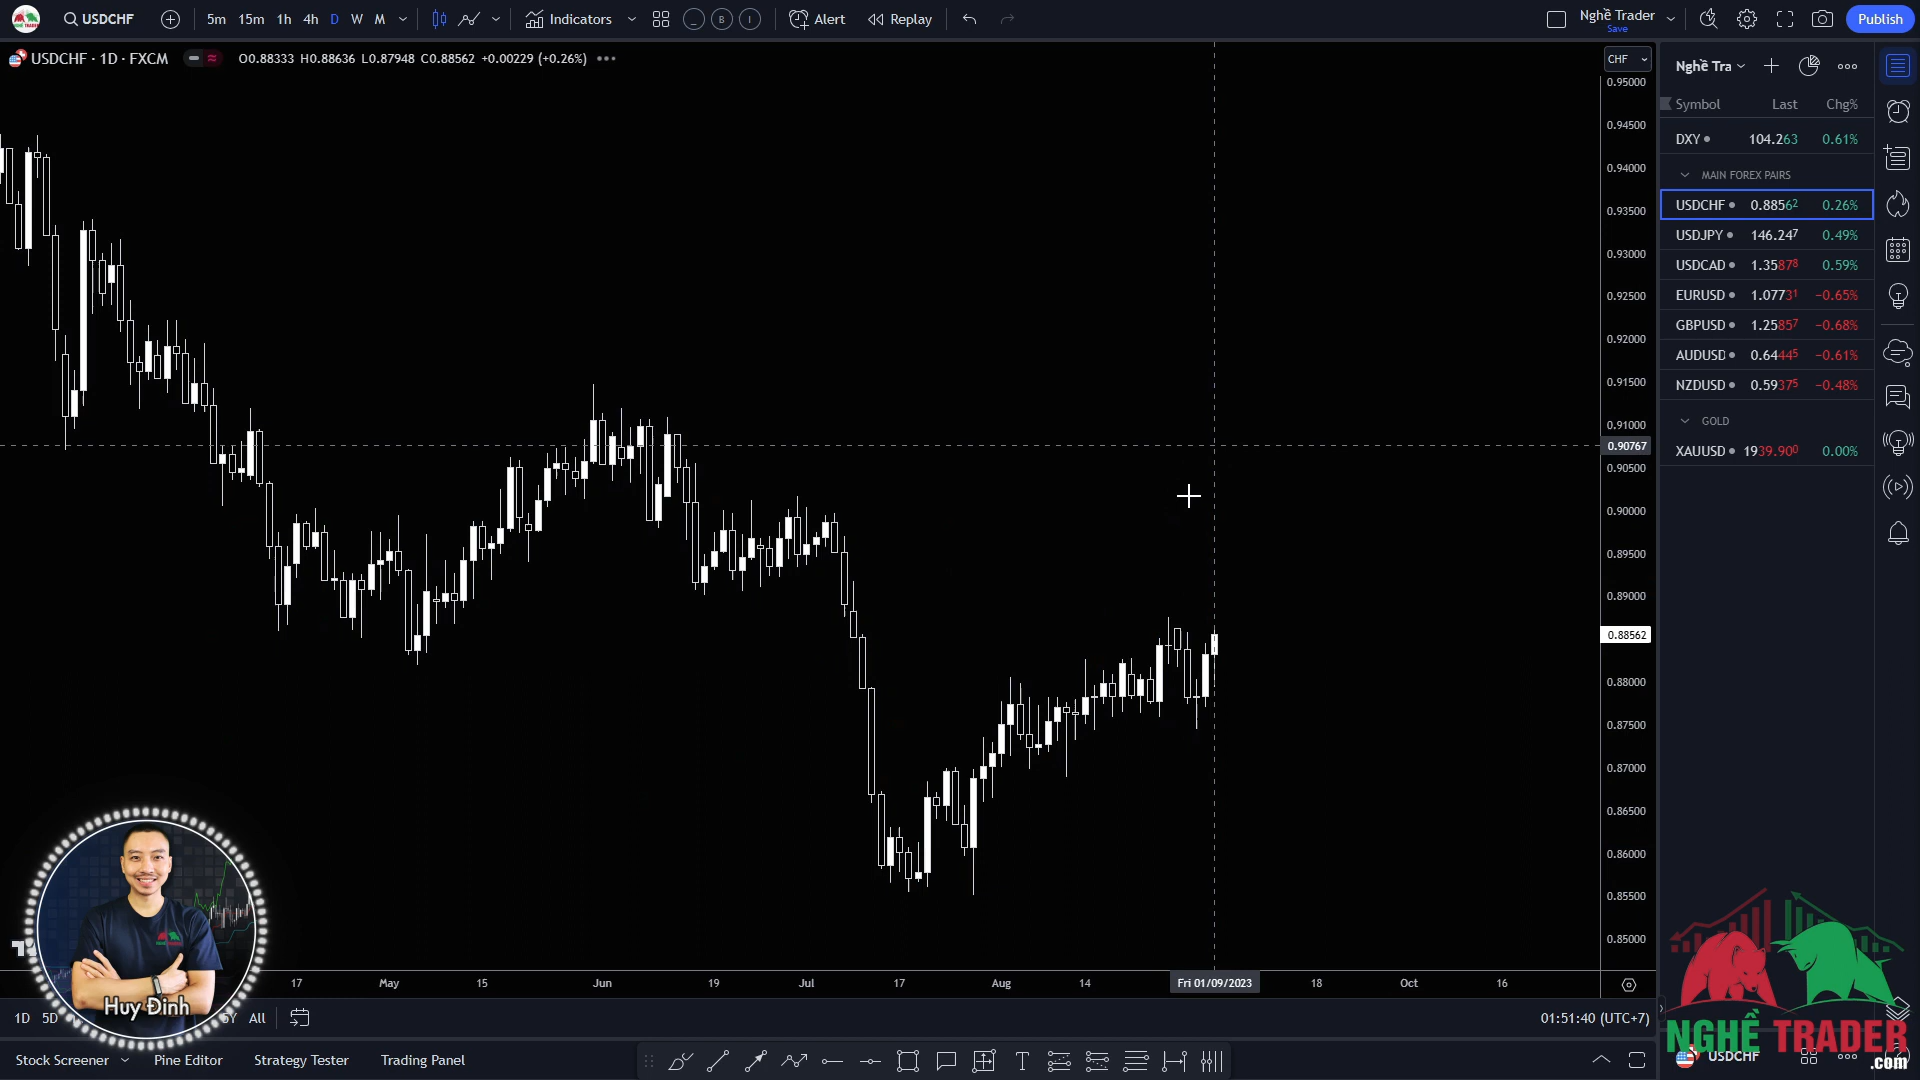 USDCHF
5m 15m 1h 4h D W M
Indicators
B I
Alert
Replay
Nghề Trader
Save
Publish
USDCHF · 1D · FXCM
O0.88333 H0.88636 L0.87948 C0.88562 +0.00229 (+0.26%)
CHF
0.95000
0.94500
0.94000
0.93500
0.93000
0.92500
0.92000
0.91500
0.91000
0.90767
0.90500
0.90000
0.89500
0.89000
0.88562
0.88000
0.87500
0.87000
0.86500
0.86000
0.85500
0.85000
Nghề Tra
Symbol Last Chg%
DXY 104.263 0.61%
MAIN FOREX PAIRS
USDCHF 0.88562 0.26%
USDJPY 146.247 0.49%
USDCAD 1.35878 0.59%
EURUSD 1.07731 −0.65%
GBPUSD 1.25857 −0.68%
AUDUSD 0.64445 −0.61%
NZDUSD 0.59375 −0.48%
GOLD
XAUUSD 1939.900 0.00%
17 May 15 Jun 19 Jul 17 Aug 14 Fri 01/09/2023 18 Oct 16
NGHỀ TRADER
Huy Đinh
1D 5D 5Y All
01:51:40 (UTC+7)
NGHỀ TRADER
.com
USDCHF
Stock Screener Pine Editor Strategy Tester Trading Panel